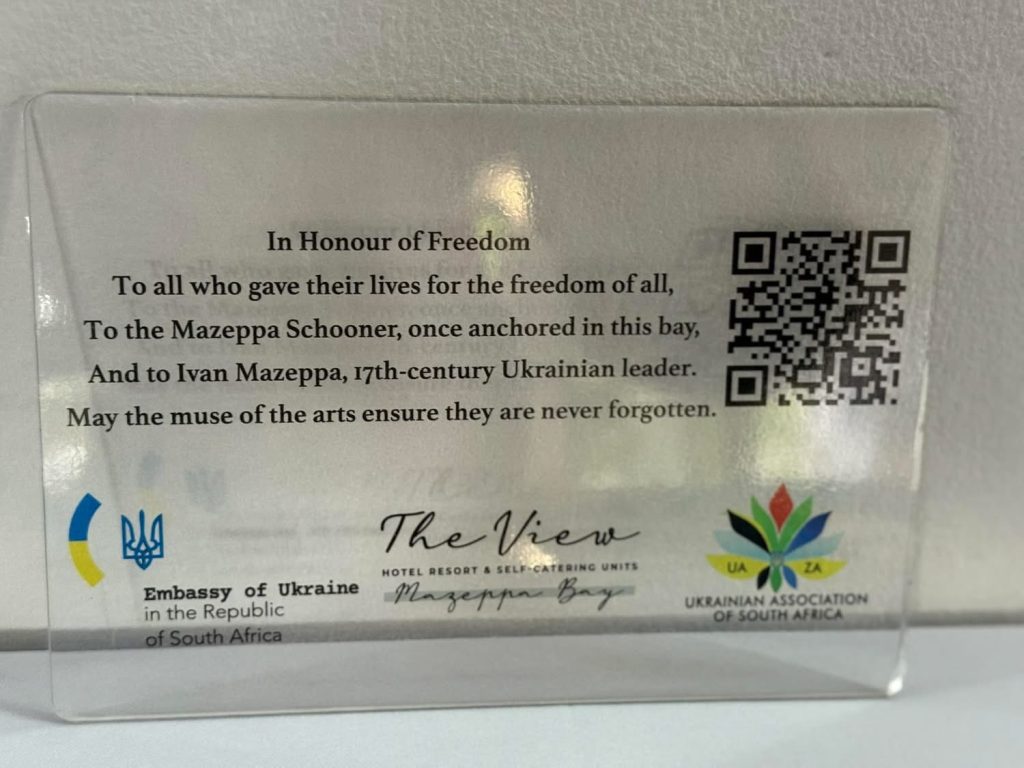 In Honour of Freedom
To all who gave their lives for the freedom of all,
To the Mazeppa Schooner, once anchored in this bay,
And to Ivan Mazeppa, 17th-century Ukrainian leader.
May the muse of the arts ensure they are never forgotten.
Embassy of Ukraine
in the Republic
of South Africa
The View
HOTEL RESORT & SELF-CATERING UNITS
Mazeppa Bay
UA ZA
UKRAINIAN ASSOCIATION
OF SOUTH AFRICA